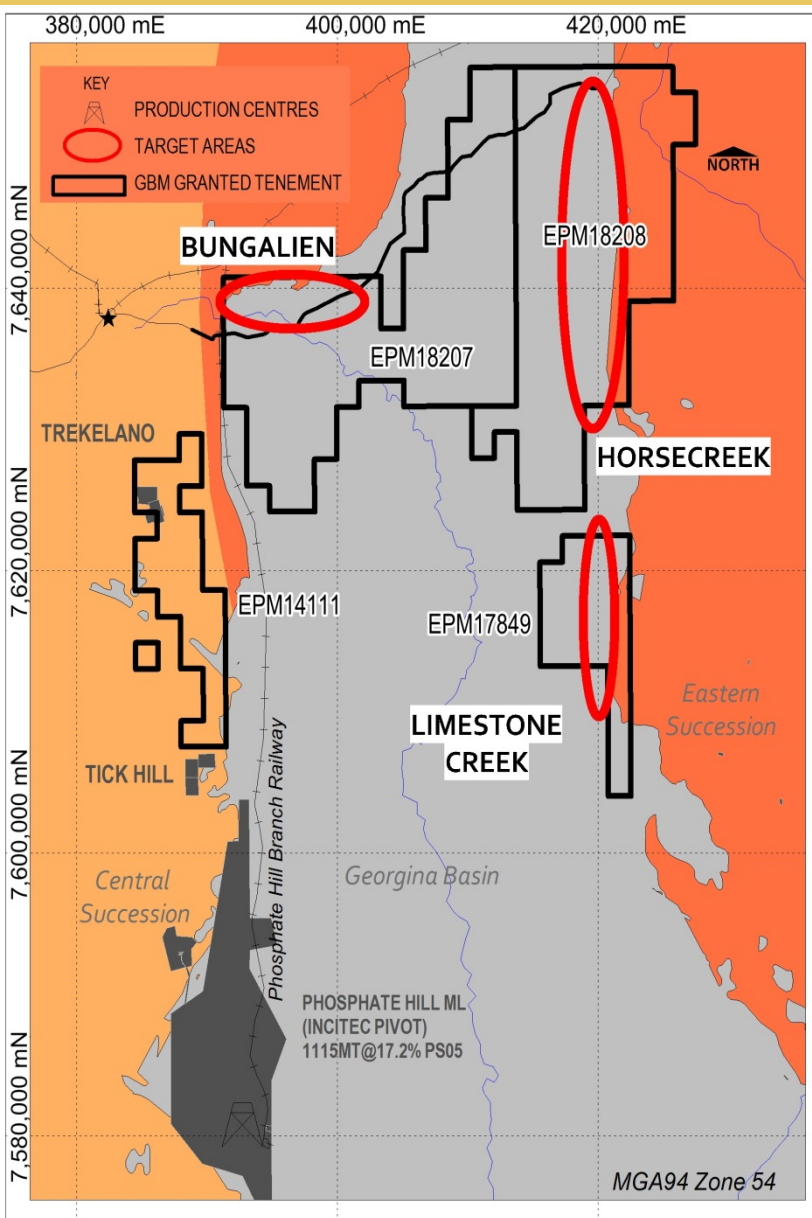 380,000 mE
400,000 mE
420,000 mE
KEY
PRODUCTION CENTRES
TARGET AREAS
GBM GRANTED TENEMENT
NORTH
7,640,000 mN
BUNGALIEN
EPM18208
EPM18207
TREKELANO
HORSECREEK
7,620,000 mN
EPM14111
EPM17849
LIMESTONE
CREEK
Eastern
Succession
TICK HILL
Phosphate Hill Branch Railway
7,600,000 mN
Central
Succession
Georgina Basin
PHOSPHATE HILL ML
(INCITEC PIVOT)
1115MT@17.2% PS05
7,580,000 mN
MGA94 Zone 54